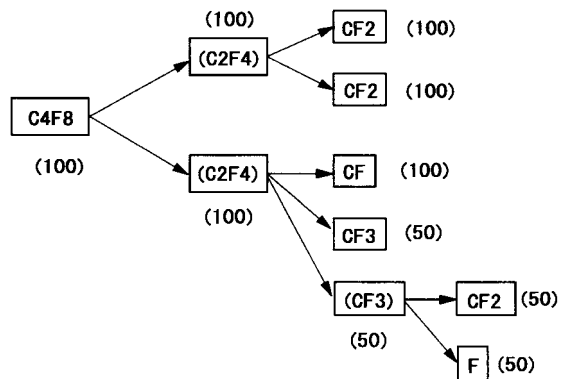 (100)
CF2 (100)
(C2F4)
CF2 (100)
C4F8
(100)
(C2F4)
CF (100)
(100)
CF3 (50)
(CF3)
CF2 (50)
(50)
F (50)